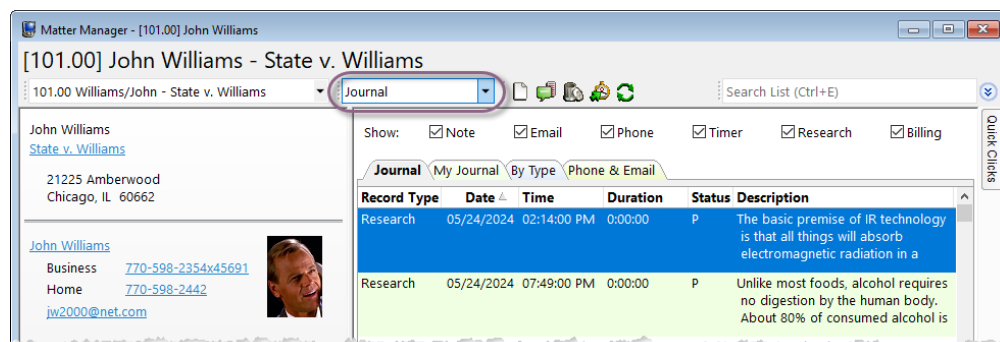 Matter Manager - [101.00] John Williams
[101.00] John Williams - State v. Williams
101.00 Williams/John - State v. Williams
Journal
Search List (Ctrl+E)
John Williams
State v. Williams
21225 Amberwood
Chicago, IL 60662
John Williams
Business 770-598-2354x45691
Home 770-598-2442
jw2000@net.com
Show: Note Email Phone Timer Research Billing
Journal My Journal By Type Phone & Email
Record Type Date Time Duration Status Description
Research 05/24/2024 02:14:00 PM 0:00:00 P The basic premise of IR technology
is that all things will absorb
electromagnetic radiation in a
Research 05/24/2024 07:49:00 PM 0:00:00 P Unlike most foods, alcohol requires
no digestion by the human body.
About 80% of consumed alcohol is
Quick Clicks